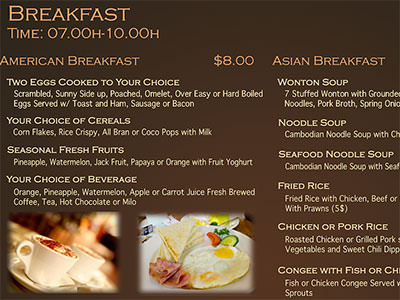 BREAKFAST
TIME: 07.00H-10.00H
AMERICAN BREAKFAST $8.00
TWO EGGS COOKED TO YOUR CHOICE
Scrambled, Sunny Side up, Poached, Omelet, Over Easy or Hard Boiled
Eggs Served w/ Toast and Ham, Sausage or Bacon
YOUR CHOICE OF CEREALS
Corn Flakes, Rice Crispy, All Bran or Coco Pops with Milk
SEASONAL FRESH FRUITS
Pineapple, Watermelon, Jack Fruit, Papaya or Orange with Fruit Yoghurt
YOUR CHOICE OF BEVERAGE
Orange, Pineapple, Watermelon, Apple or Carrot Juice Fresh Brewed
Coffee, Tea, Hot Chocolate or Milo
ASIAN BREAKFAST
WONTON SOUP
7 Stuffed Wonton with Grounded
Noodles, Pork Broth, Spring Onio
NOODLE SOUP
Cambodian Noodle Soup with Ch
SEAFOOD NOODLE SOUP
Cambodian Noodle Soup with Seaf
FRIED RICE
Fried Rice with Chicken, Beef or
With Prawns (5$)
CHICKEN OR PORK RICE
Roasted Chicken or Grilled Pork s
Vegetables and Sweet Chili Dipp
CONGEE WITH FISH OR CHI
Fish or Chicken Congee Served w
Sprouts